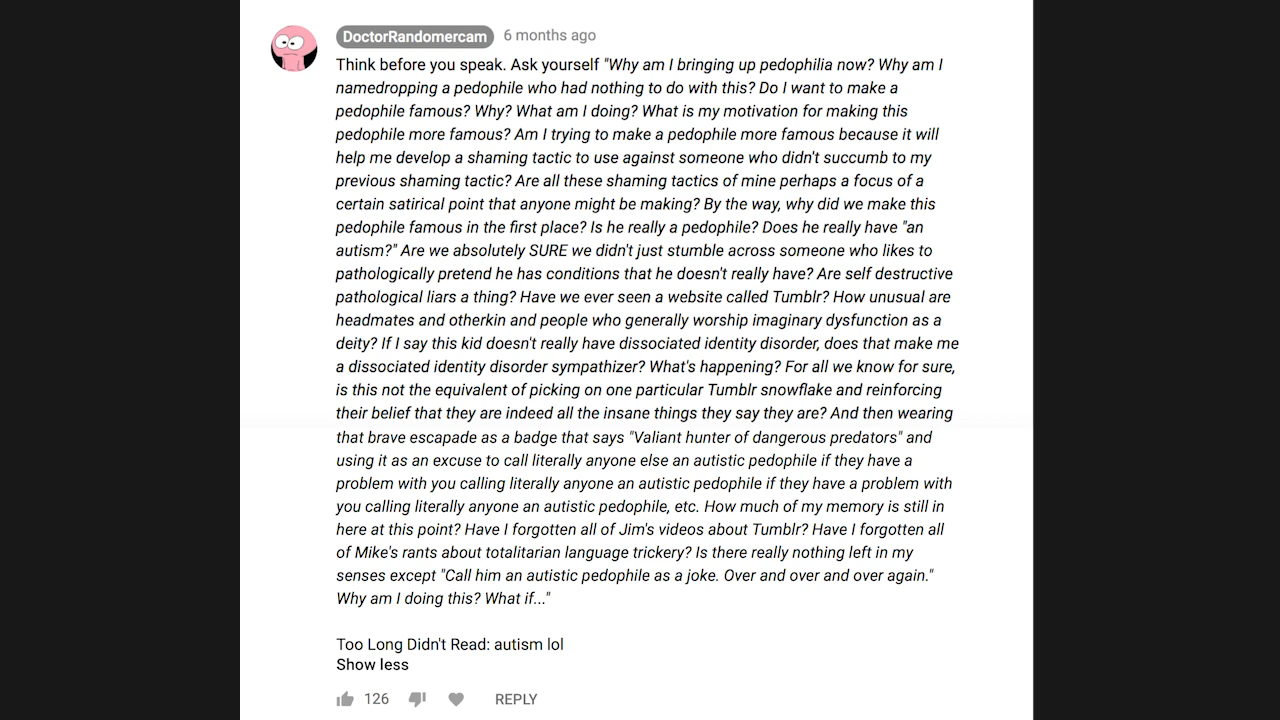 DoctorRandomercam 6 months ago
Think before you speak. Ask yourself "Why am I bringing up pedophilia now? Why am I
namedropping a pedophile who had nothing to do with this? Do I want to make a
pedophile famous? Why? What am I doing? What is my motivation for making this
pedophile more famous? Am I trying to make a pedophile more famous because it will
help me develop a shaming tactic to use against someone who didn't succumb to my
previous shaming tactic? Are all these shaming tactics of mine perhaps a focus of a
certain satirical point that anyone might be making? By the way, why did we make this
pedophile famous in the first place? Is he really a pedophile? Does he really have "an
autism?" Are we absolutely SURE we didn't just stumble across someone who likes to
pathologically pretend he has conditions that he doesn't really have? Are self destructive
pathological liars a thing? Have we ever seen a website called Tumblr? How unusual are
headmates and otherkin and people who generally worship imaginary dysfunction as a
deity? If I say this kid doesn't really have dissociated identity disorder, does that make me
a dissociated identity disorder sympathizer? What's happening? For all we know for sure,
is this not the equivalent of picking on one particular Tumblr snowflake and reinforcing
their belief that they are indeed all the insane things they say they are? And then wearing
that brave escapade as a badge that says "Valiant hunter of dangerous predators" and
using it as an excuse to call literally anyone else an autistic pedophile if they have a
problem with you calling literally anyone an autistic pedophile if they have a problem with
you calling literally anyone an autistic pedophile, etc. How much of my memory is still in
here at this point? Have I forgotten all of Jim's videos about Tumblr? Have I forgotten all
of Mike's rants about totalitarian language trickery? Is there really nothing left in my
senses except "Call him an autistic pedophile as a joke. Over and over and over again."
Why am I doing this? What if..."
Too Long Didn't Read: autism lol
Show less
126 REPLY